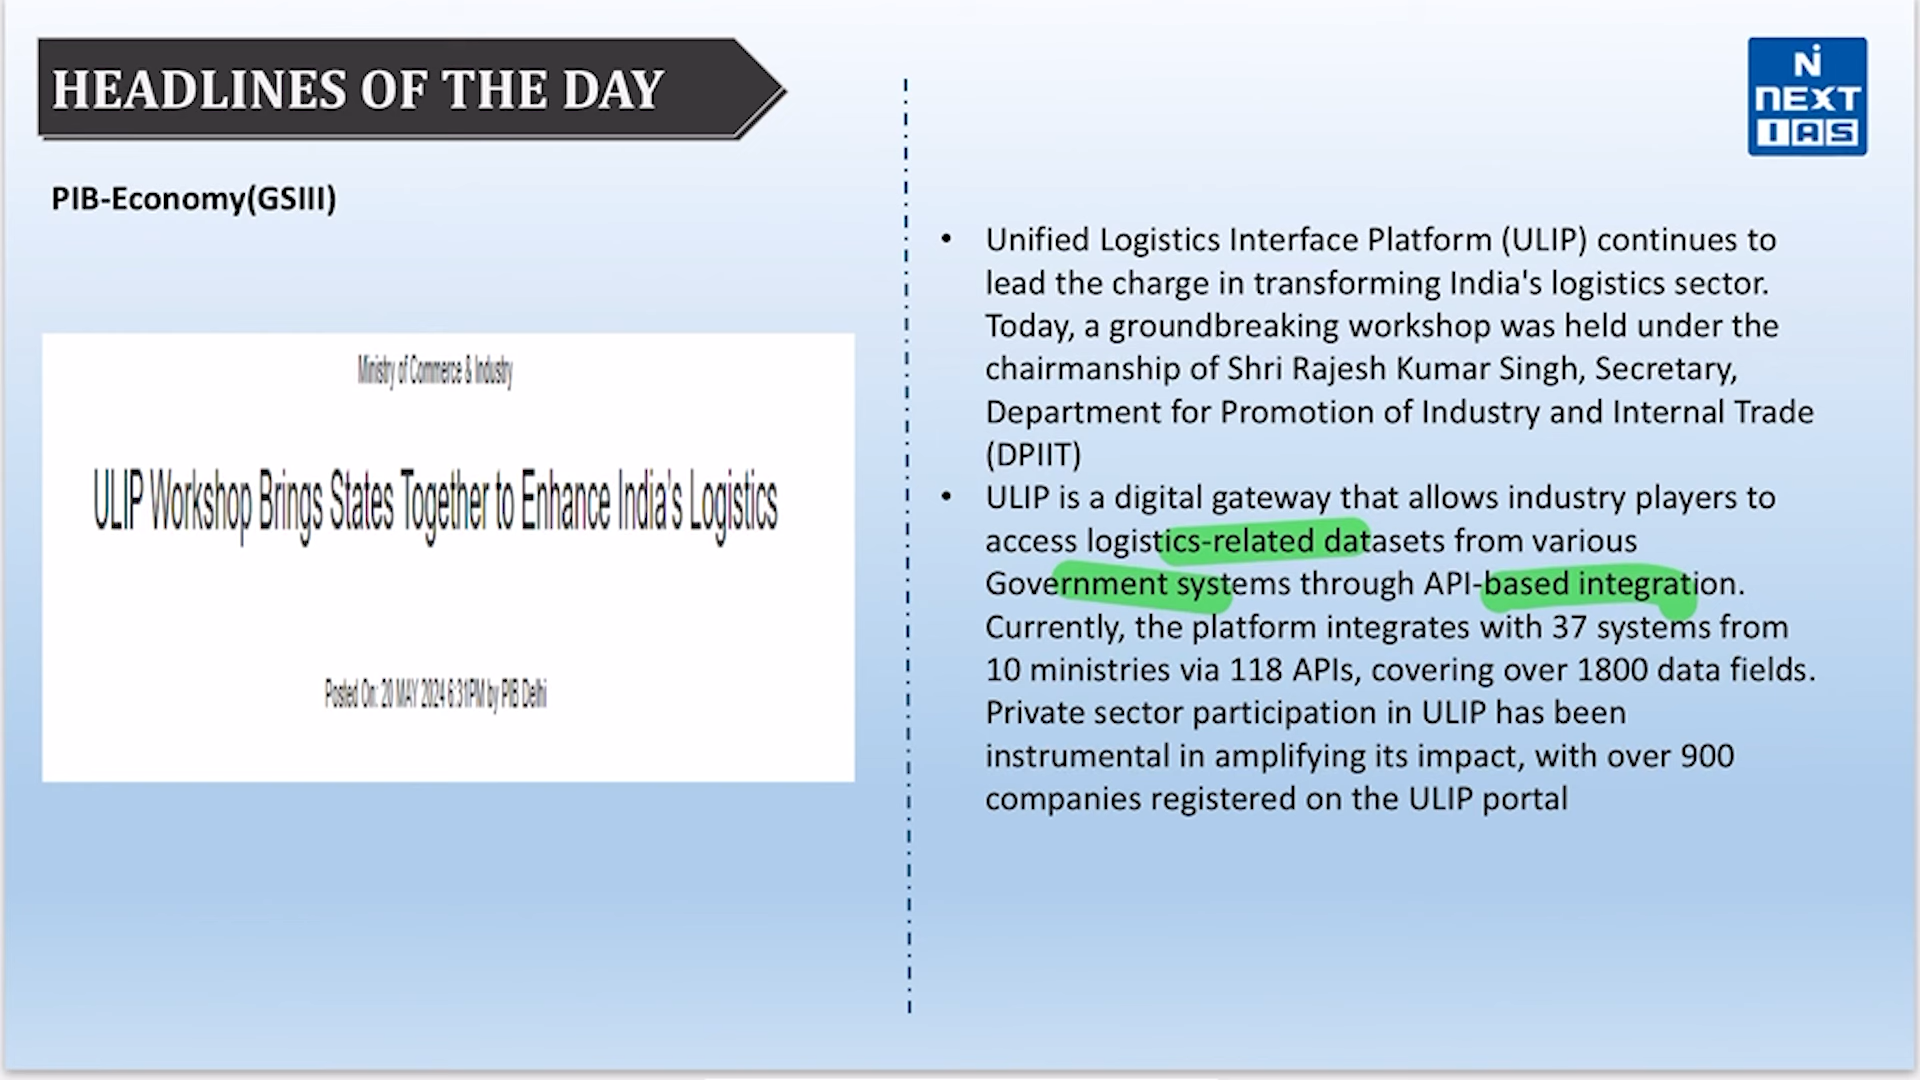 HEADLINES OF THE DAY
N
NEXT
IAS
PIB-Economy(GSIII)
Ministry of Commerce & Industry
ULIP Workshop Brings States Together to Enhance India's Logistics
Posted On: 20 MAY 2024 6:31PM by PIB Delhi
• Unified Logistics Interface Platform (ULIP) continues to
lead the charge in transforming India's logistics sector.
Today, a groundbreaking workshop was held under the
chairmanship of Shri Rajesh Kumar Singh, Secretary,
Department for Promotion of Industry and Internal Trade
(DPIIT)
• ULIP is a digital gateway that allows industry players to
access logistics-related datasets from various
Government systems through API-based integration.
Currently, the platform integrates with 37 systems from
10 ministries via 118 APIs, covering over 1800 data fields.
Private sector participation in ULIP has been
instrumental in amplifying its impact, with over 900
companies registered on the ULIP portal